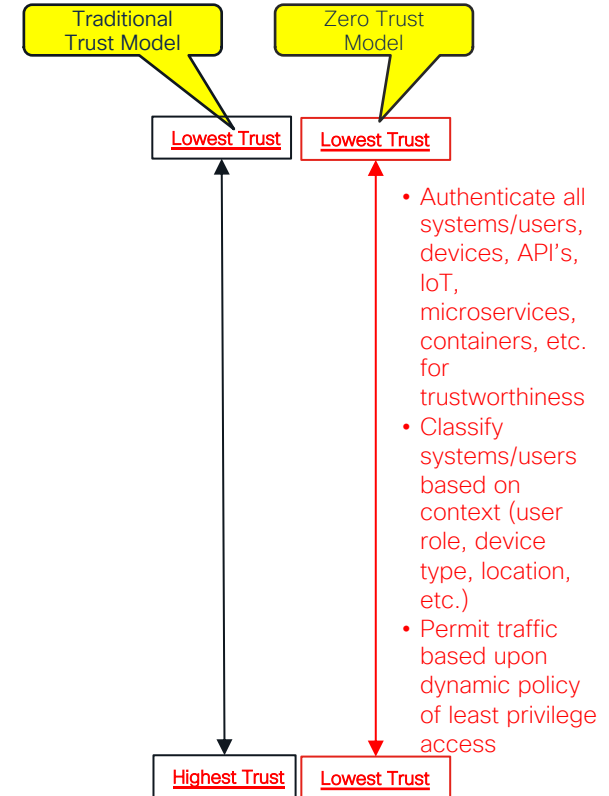 Traditional
Trust Model
Zero Trust
Model
Lowest Trust
Lowest Trust
• Authenticate all
systems/users,
devices, API's,
IoT,
microservices,
containers, etc.
for
trustworthiness
• Classify
systems/users
based on
context (user
role, device
type, location,
etc.)
• Permit traffic
based upon
dynamic policy
of least privilege
access
Highest Trust
Lowest Trust